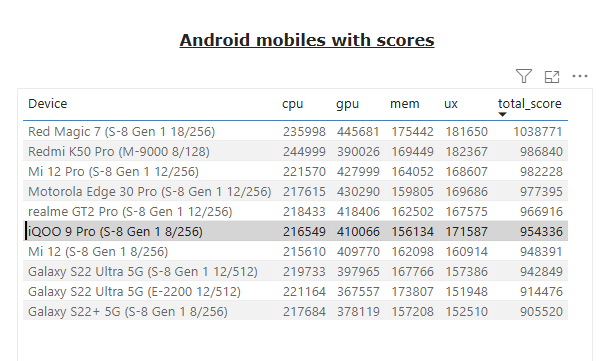 Android mobiles with scores
Device cpu gpu mem ux total_score
Red Magic 7 (S-8 Gen 1 18/256) 235998 445681 175442 181650 1038771
Redmi K50 Pro (M-9000 8/128) 244999 390026 169449 182367 986840
Mi 12 Pro (S-8 Gen 1 8/256) 221570 427999 164052 168607 982228
Motorola Edge 30 Pro (S-8 Gen 1 12/256) 217615 430290 159805 169686 977395
realme GT2 Pro (S-8 Gen 1 12/256) 218433 418406 162502 167575 966916
iQOO 9 Pro (S-8 Gen 1 8/256) 216549 410066 156134 171587 954336
Mi 12 (S-8 Gen 1 8/256) 215610 409770 162098 160914 948391
Galaxy S22 Ultra 5G (S-8 Gen 1 12/512) 219733 397965 167766 157386 942849
Galaxy S22 Ultra 5G (E-2200 12/512) 221164 367557 173807 151948 914476
Galaxy S22+ 5G (S-8 Gen 1 8/256) 217684 378119 157208 152510 905520